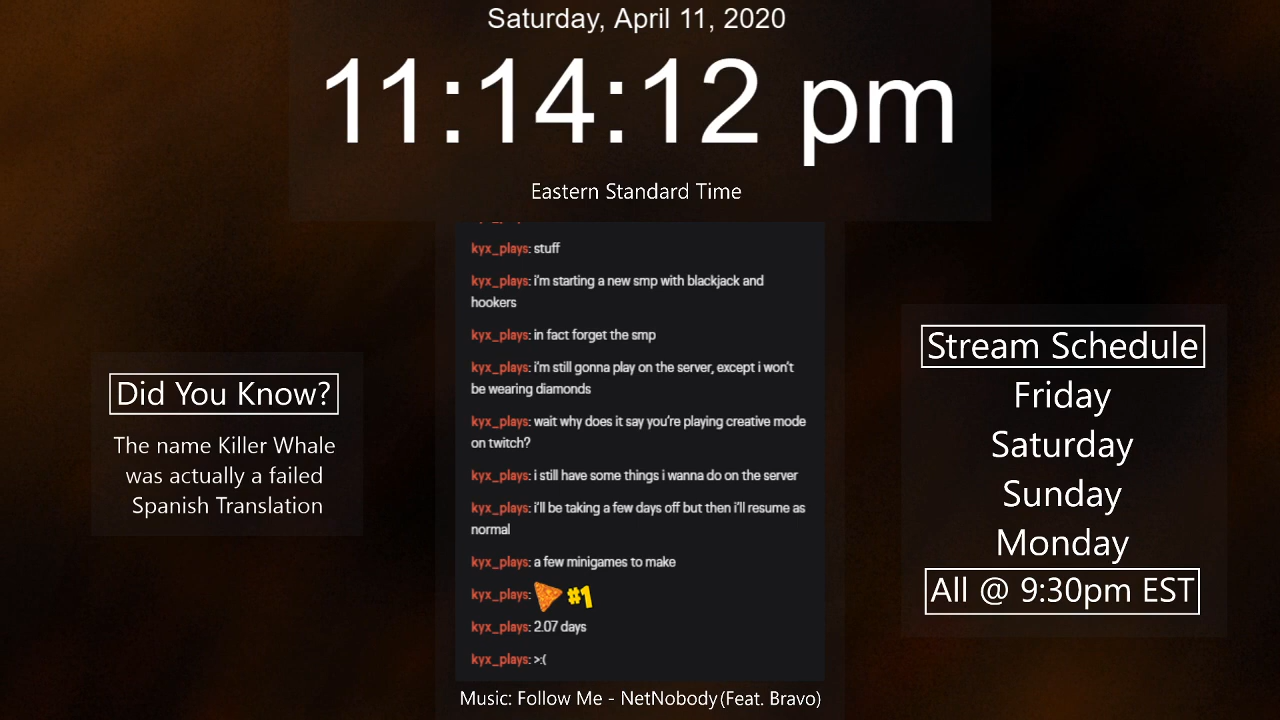 Saturday, April 11, 2020
11:14:12 pm
Eastern Standard Time
kyx_plays: stuff
kyx_plays: i'm starting a new smp with blackjack and
hookers
kyx_plays: in fact forget the smp
kyx_plays: i'm still gonna play on the server, except i won't
be wearing diamonds
kyx_plays: wait why does it say you're playing creative mode
on twitch?
kyx_plays: i still have some things i wanna do on the server
kyx_plays: i'll be taking a few days off but then i'll resume as
normal
kyx_plays: a few minigames to make
kyx_plays: #1
kyx_plays: 2.07 days
kyx_plays: >:(
Music: Follow Me - NetNobody(Feat. Bravo)
Did You Know?
The name Killer Whale
was actually a failed
Spanish Translation
Stream Schedule
Friday
Saturday
Sunday
Monday
All @ 9:30pm EST